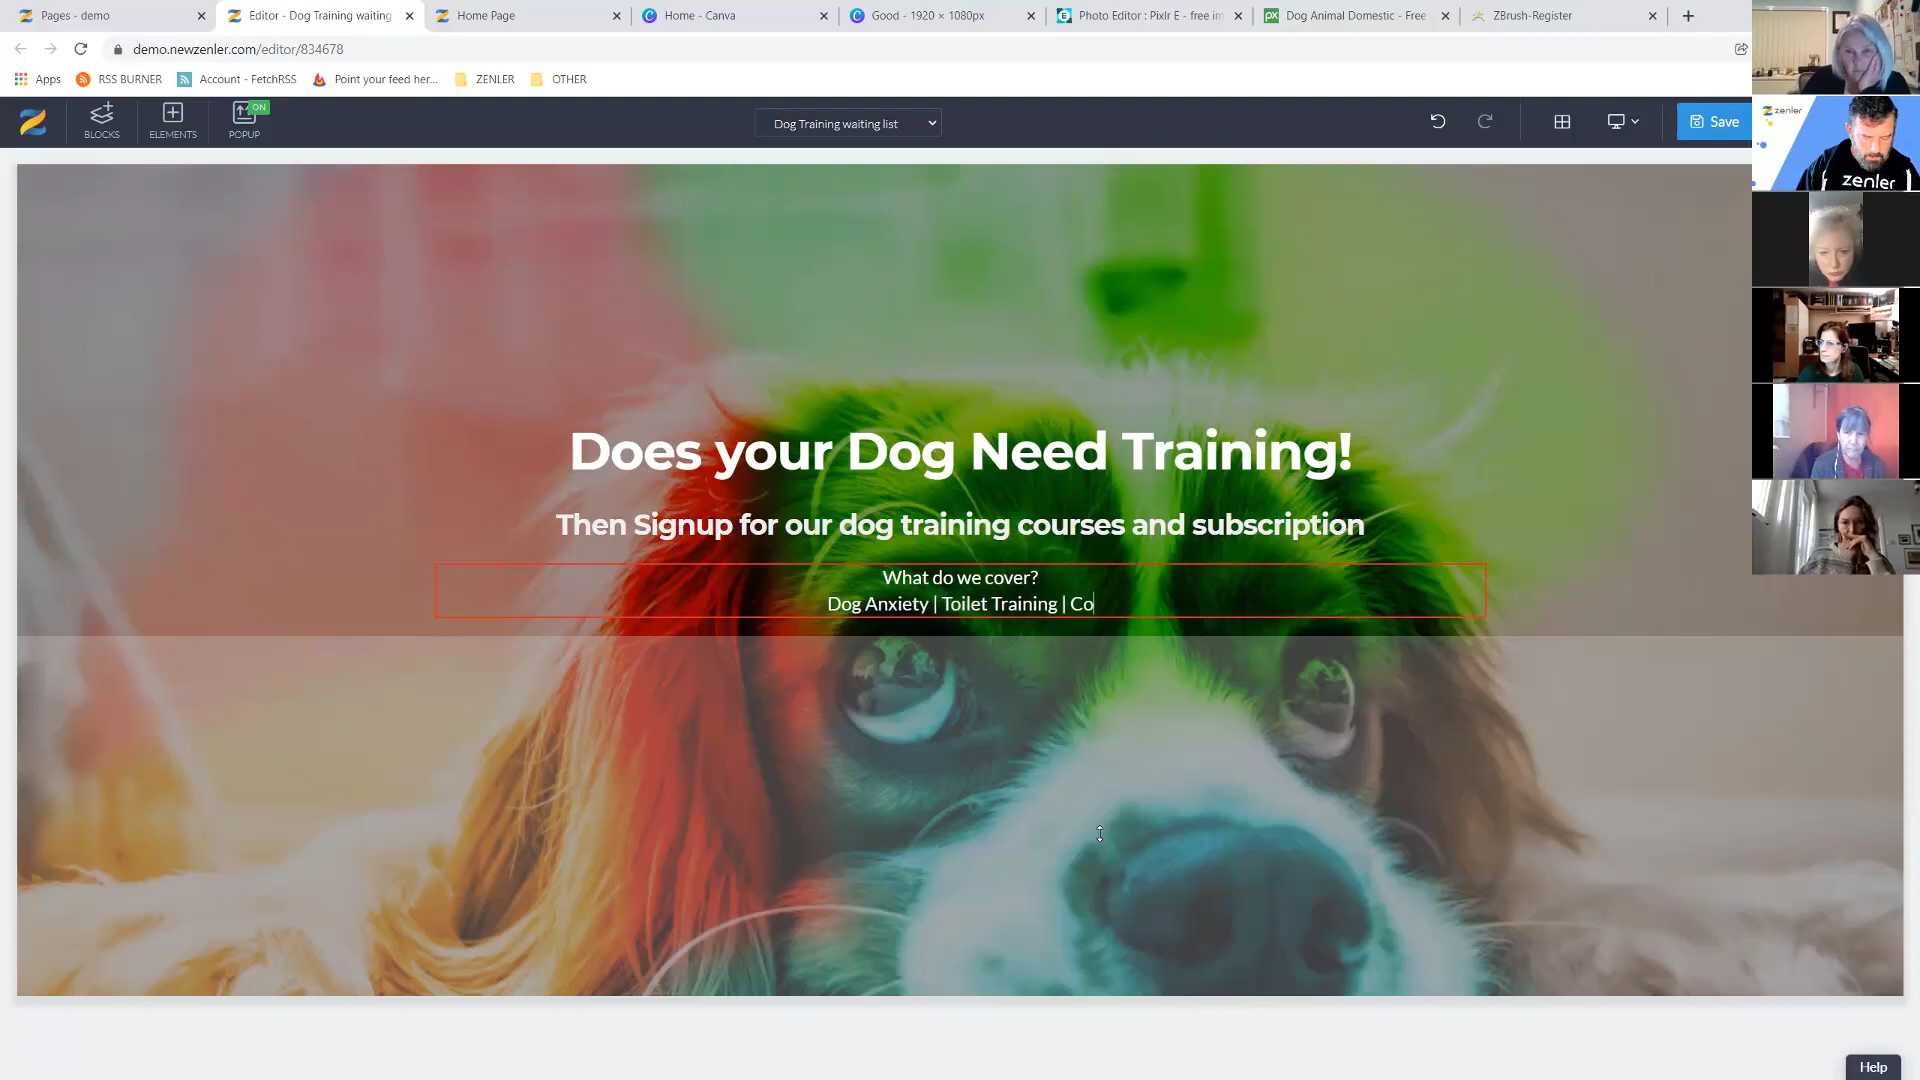 Pages - demo
Editor - Dog Training waiting
Home Page
Home - Canva
Good - 1920 × 1080px
Photo Editor : Pixlr E - free im
px
Dog Animal Domestic - Free
ZBrush-Register
demo.newzenler.com/editor/834678
Apps
RSS BURNER
Account - FetchRSS
Point your feed her...
ZENLER
OTHER
BLOCKS
ELEMENTS
ON
POPUP
Dog Training waiting list
Save
zenler
zenler
Does your Dog Need Training!
Then Signup for our dog training courses and subscription
What do we cover?
Dog Anxiety | Toilet Training | Co
Help